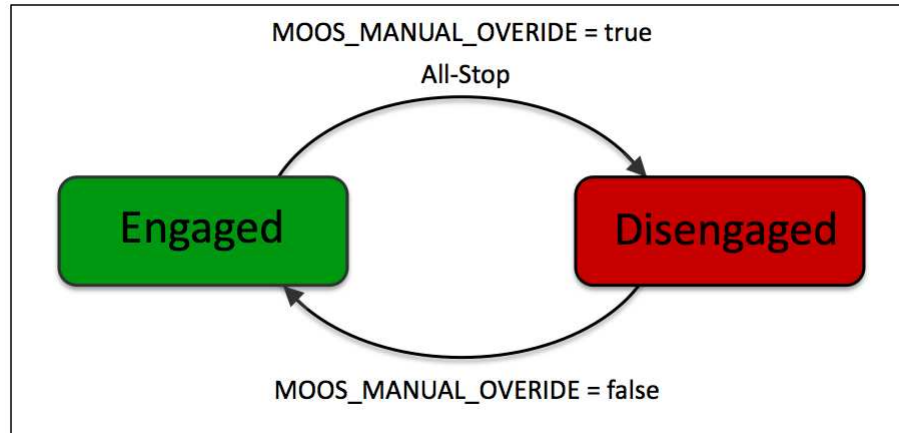 MOOS_MANUAL_OVERIDE = true
All-Stop
Engaged
Disengaged
MOOS_MANUAL_OVERIDE = false